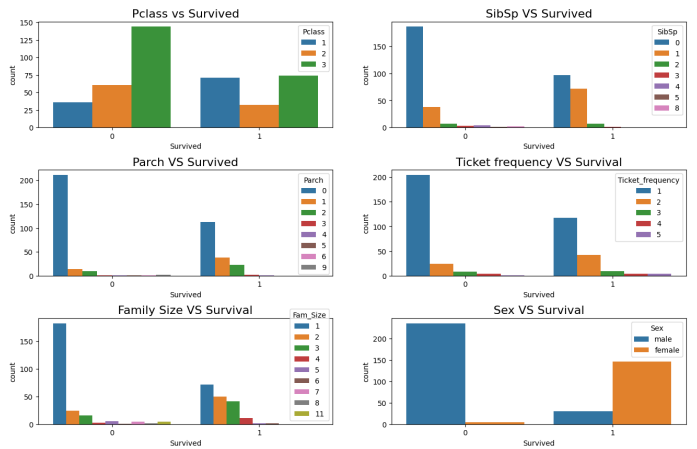 Pclass vs Survived
150
125
100
75
50
25
0
count
Pclass
1
2
3
0
1
Survived
SibSp VS Survived
150
100
50
0
count
SibSp
0
1
2
3
4
5
8
0
1
Survived
Parch VS Survived
200
150
100
50
0
count
Parch
0
1
2
3
4
5
6
9
0
1
Survived
Ticket frequency VS Survival
200
150
100
50
0
count
Ticket_frequency
1
2
3
4
5
0
1
Survived
Family Size VS Survival
150
100
50
0
count
Fam_Size
1
2
3
4
5
6
7
8
11
0
1
Survived
Sex VS Survival
200
150
100
50
0
count
Sex
male
female
0
1
Survived